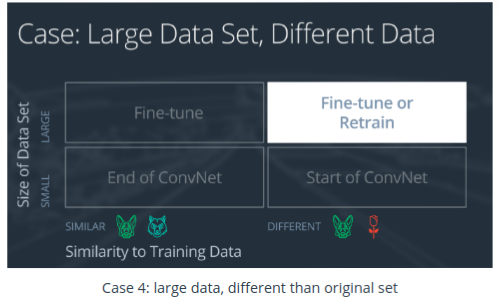 Case: Large Data Set, Different Data
Size of Data Set
LARGE
Fine-tune
Fine-tune or
Retrain
SMALL
End of ConvNet
Start of ConvNet
SIMILAR
DIFFERENT
Similarity to Training Data
Case 4: large data, different than original set